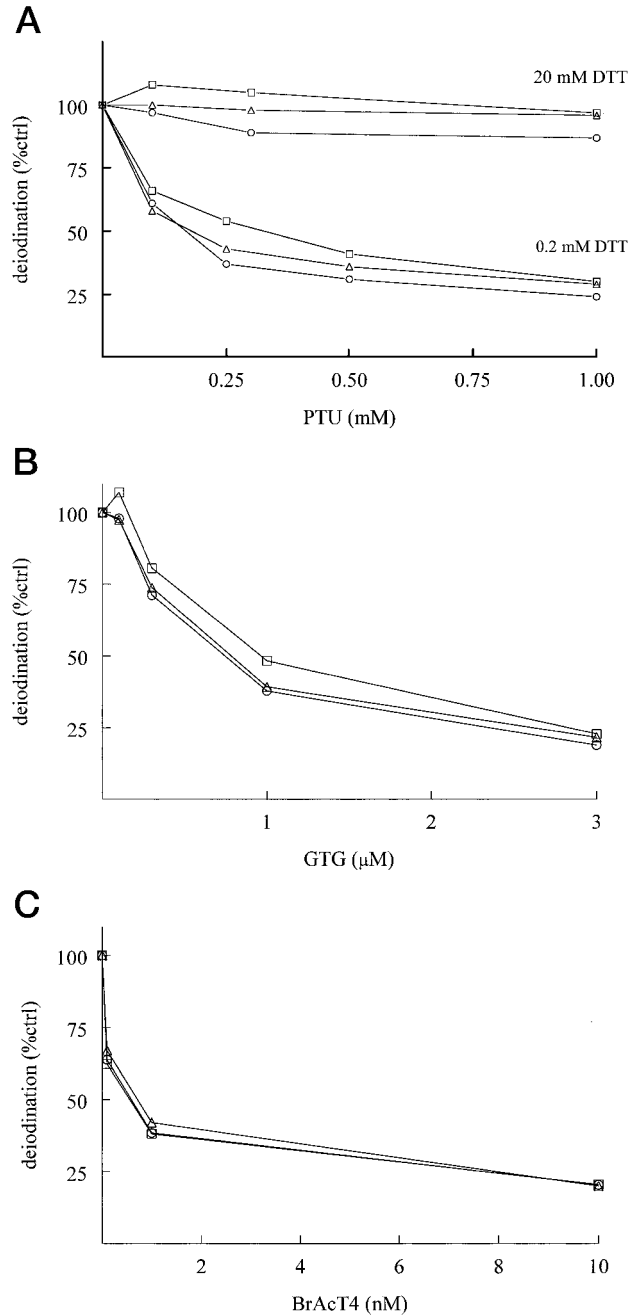 A
20 mM DTT
100
75
50
0.2 mM DTT
25
deiodination (%ctrl)
0.25 0.50 0.75 1.00
PTU (mM)
B
100
75
50
25
deiodination (%ctrl)
1 2 3
GTG (μM)
C
100
75
50
25
deiodination (%ctrl)
2 4 6 8 10
BrAcT4 (nM)